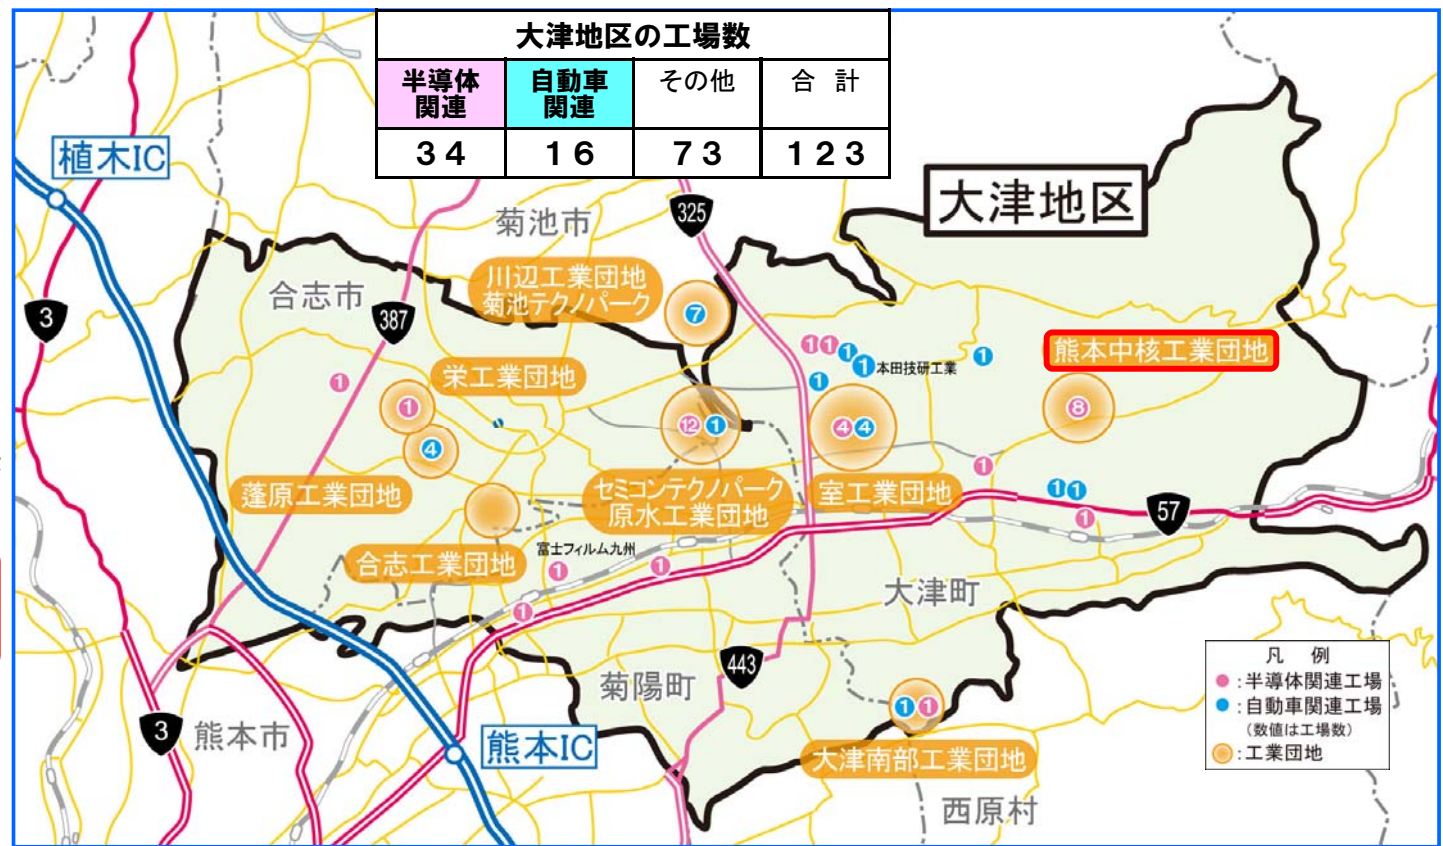 大津地区の工場数
半導体
関連
自動車
関連
その他
合 計
34
16
73
123
植木IC
大津地区
菊池市
325
川辺工業団地
菊池テクノパーク
合志市
3
387
7
1
1
1
1
本田技研工業
1
1
熊本中核工業団地
栄工業団地
1
1
8
4
12
1
4
4
蓬原工業団地
セミコンテクノパーク
原水工業団地
室工業団地
1
1
1
1
57
合志工業団地
富士フィルム九州
1
1
1
大津町
菊陽町
443
凡 例
:半導体関連工場
:自動車関連工場
(数値は工場数)
:工業団地
1
1
3
熊本市
熊本IC
大津南部工業団地
西原村